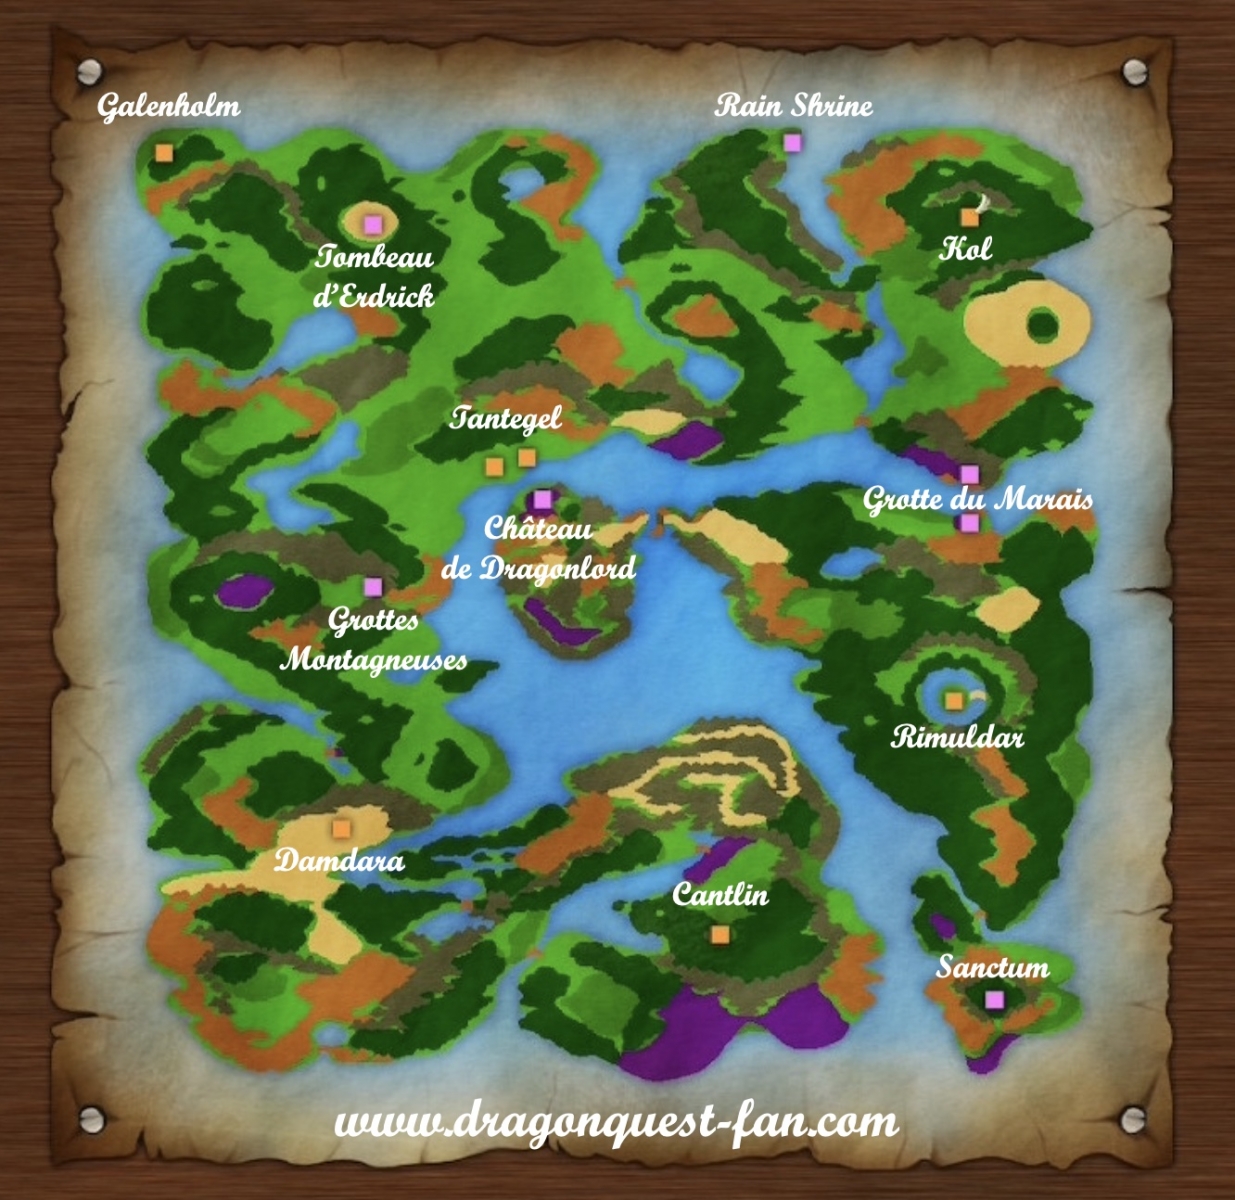 Galenholm
Rain Shrine
Tombeau
d'Erdrick
Kol
Tantegel
Château
de Dragonlord
Grotte du Marais
Grottes
Montagneuses
Rimuldar
Damdara
Cantlin
Sanctum
www.dragonquest-fan.com